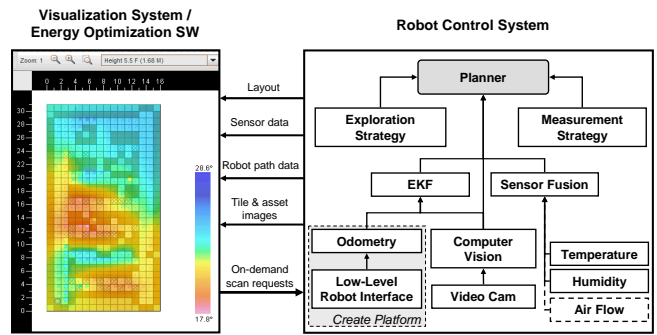 Visualization System /
Energy Optimization SW
Zoom: 1
Height 5.5 F (1.68 M)
0 2 4 6 8 10 12 14 16
30
28
26
24
22
20
18
16
14
12
10
8
6
4
2
0
28.6°
17.8°
Layout
Sensor data
Robot path data
Tile & asset
images
On-demand
scan requests
Robot Control System
Planner
Exploration
Strategy
Measurement
Strategy
EKF
Sensor Fusion
Odometry
Computer
Vision
Low-Level
Robot Interface
Video Cam
Create Platform
Temperature
Humidity
Air Flow